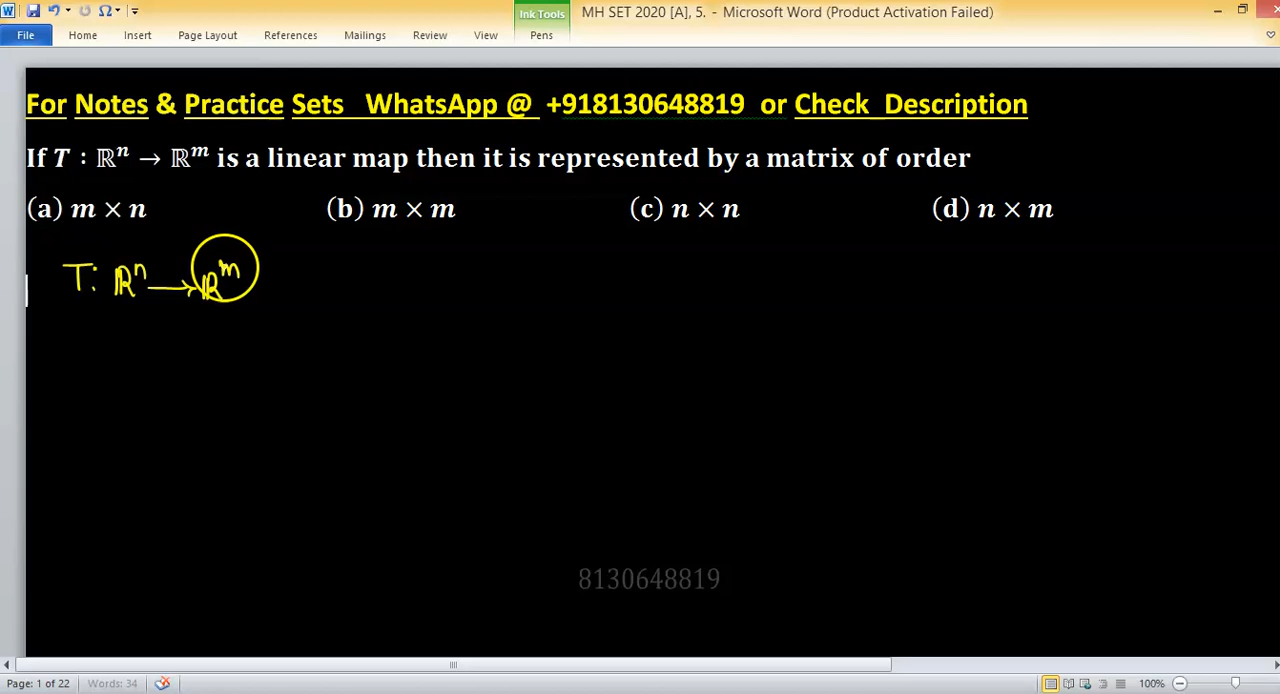 Ink Tools
MH SET 2020 [A], 5. - Microsoft Word (Product Activation Failed)
File Home Insert Page Layout References Mailings Review View Pens
For Notes & Practice Sets WhatsApp @ +918130648819 or Check Description
If T : ℝⁿ → ℝᵐ is a linear map then it is represented by a matrix of order
(a) m × n (b) m × m (c) n × n (d) n × m
T: ℝⁿ → ℝᵐ
8130648819
Page: 1 of 22 Words: 34 100%